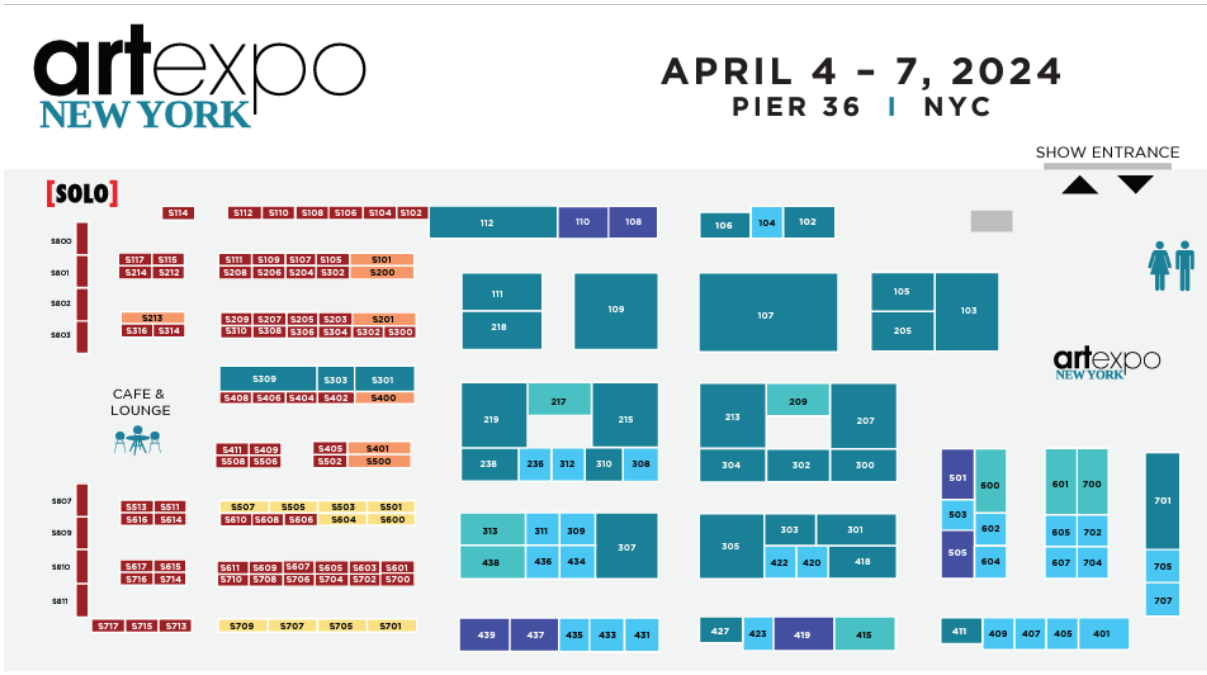 artexpo
NEW YORK
APRIL 4 – 7, 2024
PIER 36 I NYC
SHOW ENTRANCE
[SOLO]
S114 S112 S110 S108 S106 S104 S102 112 110 108 106 104 102
S800
S117 S115 S111 S109 S107 S105 S101
S801 S214 S212 S208 S206 S204 S302 S200
111 109 107 105 103
S802
S213 S209 S207 S205 S203 S201
S803 S316 S314 S310 S308 S306 S304 S302 S300
218 205
artexpo
NEW YORK
S309 S303 S301
CAFE &
LOUNGE
S408 S406 S404 S402 S400
217 209
219 215 213 207
S411 S409 S405 S401
S508 S506 S502 S500
238 236 312 310 308 304 302 300
501 600 601 700 701
S807 S513 S511 S507 S505 S503 S501
S616 S614 S610 S608 S606 S604 S600
503 602 605 702
S809
313 311 309 307 305 303 301
505 604 607 704 705
S810 S617 S615 S611 S609 S607 S605 S603 S601
438 436 434 422 420 418
S716 S714 S710 S708 S706 S704 S702 S700
S811
707
S717 S715 S713 S709 S707 S705 S701
439 437 435 433 431 427 423 419 415 411 409 407 405 401